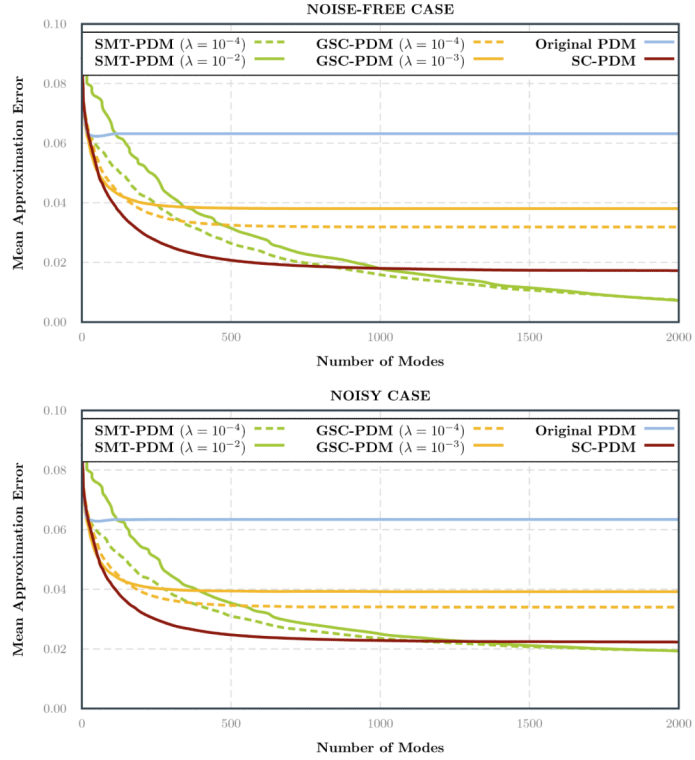 NOISE-FREE CASE
SMT-PDM (λ = 10⁻⁴) GSC-PDM (λ = 10⁻⁴) Original PDM
SMT-PDM (λ = 10⁻²) GSC-PDM (λ = 10⁻³) SC-PDM
Mean Approximation Error
0.10
0.08
0.06
0.04
0.02
0.00
0 500 1000 1500 2000
Number of Modes
NOISY CASE
SMT-PDM (λ = 10⁻⁴) GSC-PDM (λ = 10⁻⁴) Original PDM
SMT-PDM (λ = 10⁻²) GSC-PDM (λ = 10⁻³) SC-PDM
Mean Approximation Error
0.10
0.08
0.06
0.04
0.02
0.00
0 500 1000 1500 2000
Number of Modes